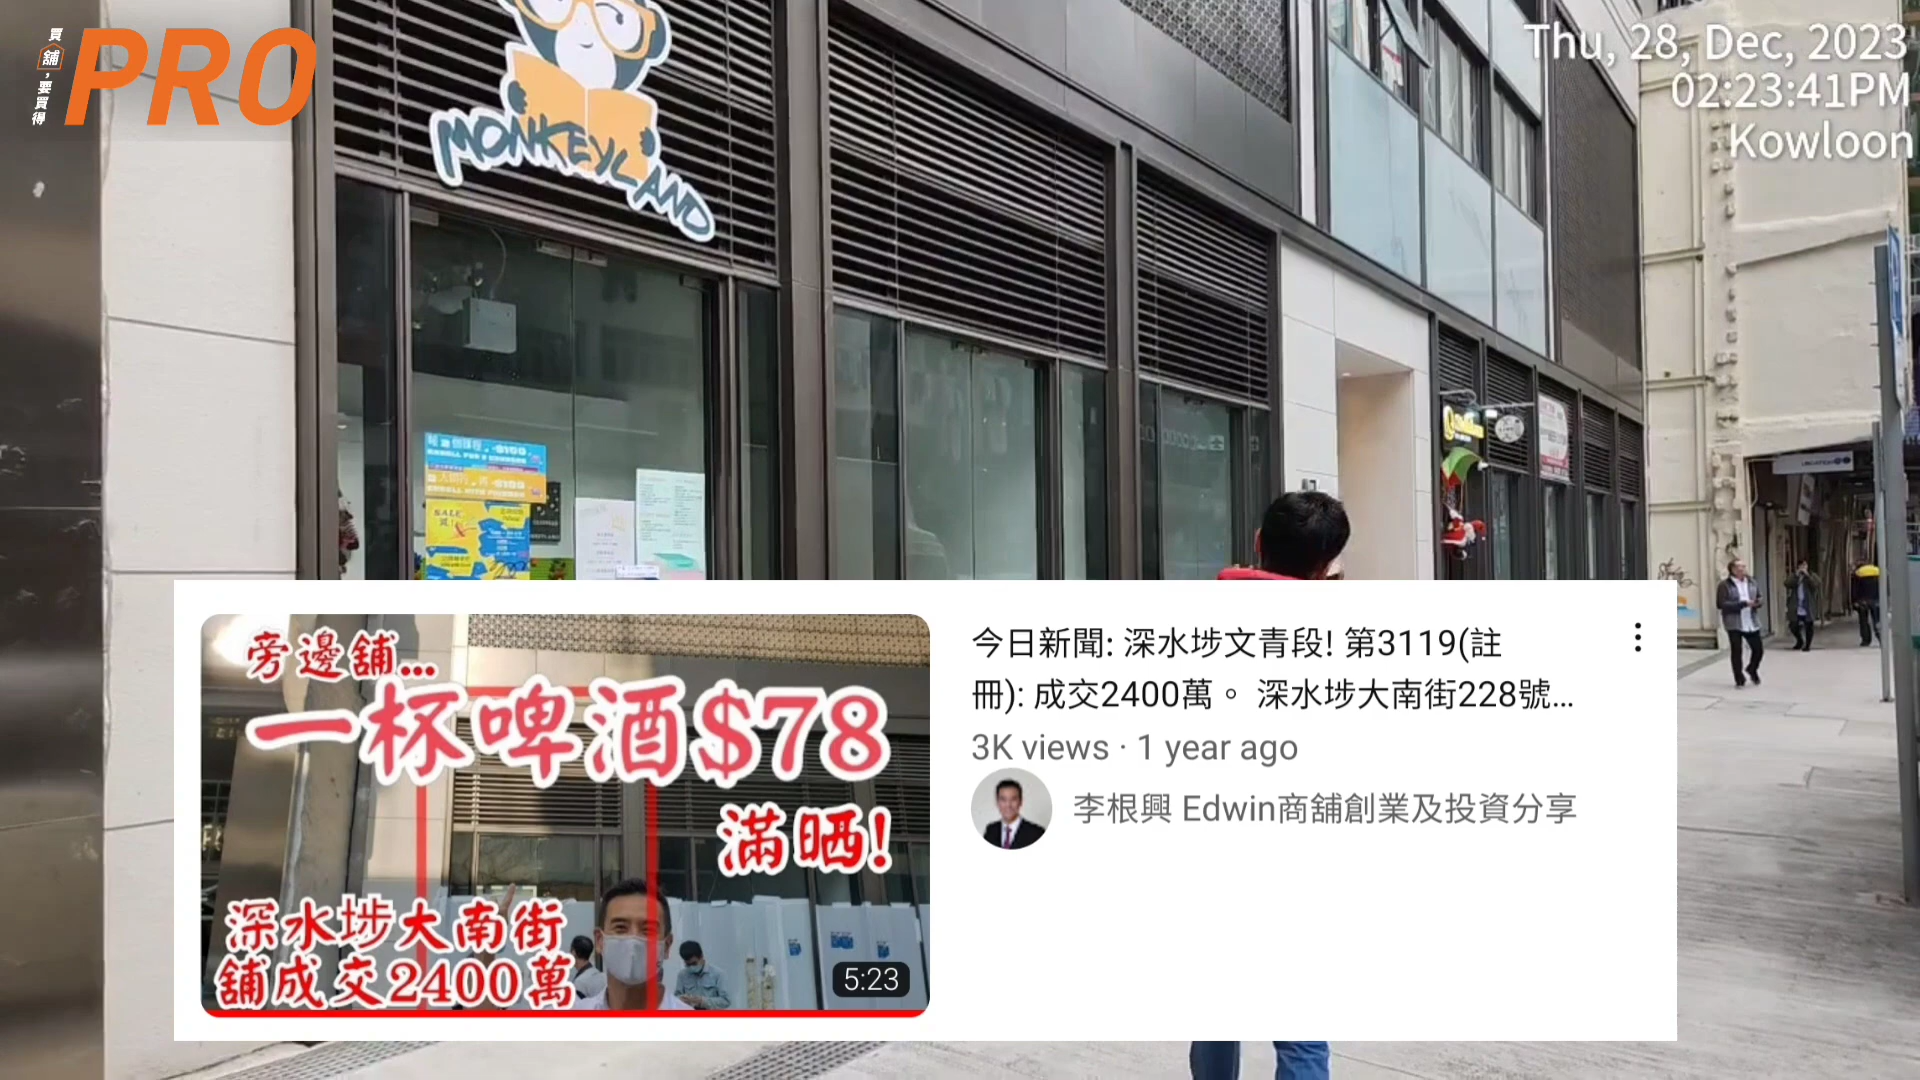 買
舖
，
要
買
得
PRO
Thu, 28, Dec, 2023
02:23:41PM
Kowloon
MONKEYLAND
SALE
旁邊舖...
一杯啤酒$78
滿晒!
深水埗大南街
舖成交2400萬
5:23
今日新聞: 深水埗文青段! 第3119(註
冊): 成交2400萬。 深水埗大南街228號...
3K views · 1 year ago
李根興 Edwin商舖創業及投資分享